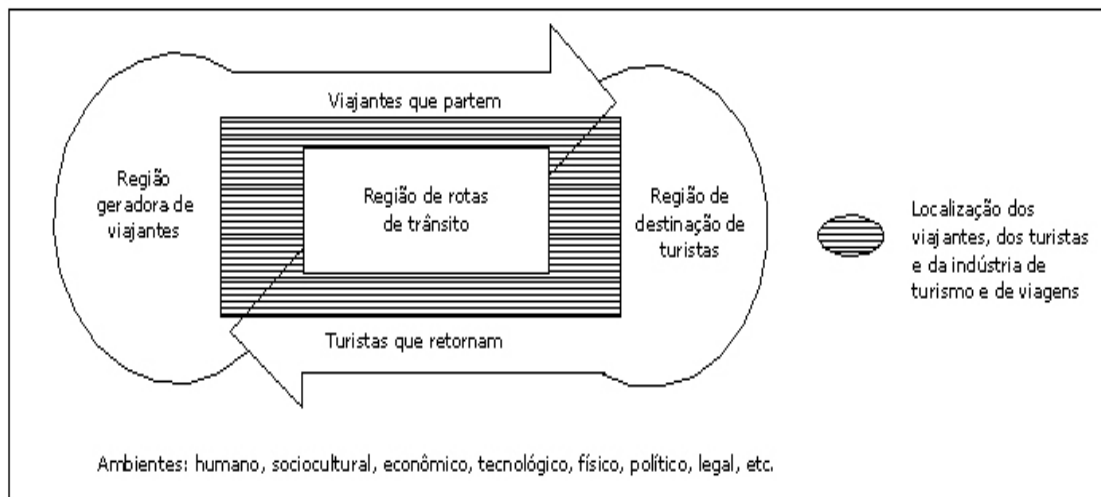 Viajantes que partem
Região
geradora de
viajantes
Região de rotas
de trânsito
Região de
destinação de
turistas
Localização dos
viajantes, dos turistas
e da indústria de
turismo e de viagens
Turistas que retornam
Ambientes: humano, sociocultural, econômico, tecnológico, físico, político, legal, etc.